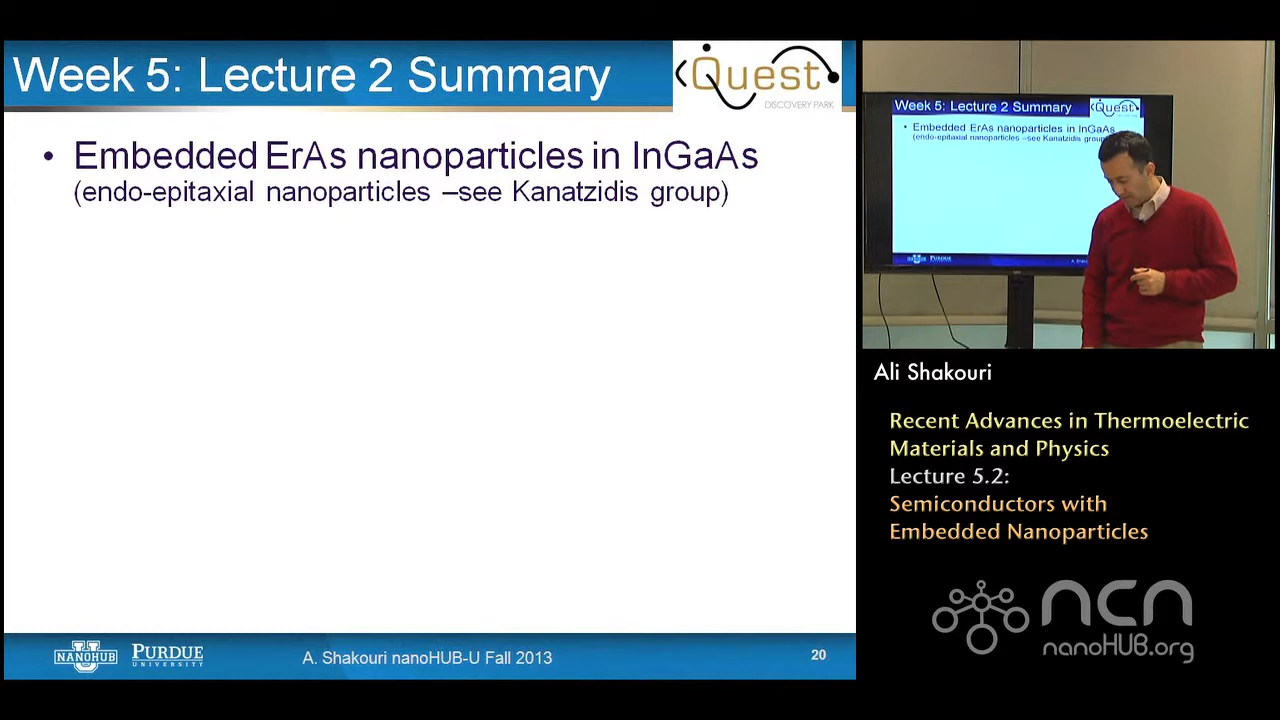 Week 5: Lecture 2 Summary
Quest
DISCOVERY PARK
• Embedded ErAs nanoparticles in InGaAs
(endo-epitaxial nanoparticles –see Kanatzidis group)
NANOHUB
U
PURDUE
UNIVERSITY
A. Shakouri nanoHUB-U Fall 2013
20
Week 5: Lecture 2 Summary
Quest
• Embedded ErAs nanoparticles in InGaAs
(endo-epitaxial nanoparticles –see Kanatzidis group)
PURDUE
Ali Shakouri
Recent Advances in Thermoelectric
Materials and Physics
Lecture 5.2:
Semiconductors with
Embedded Nanoparticles
ncn
nanoHUB.org